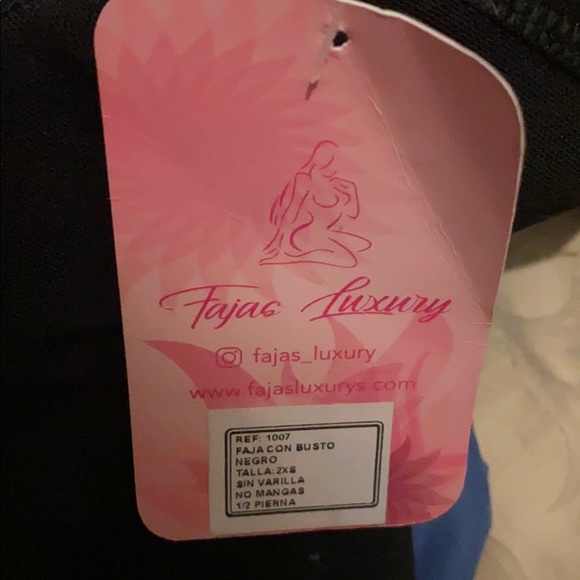 Fajas Luxury
fajas_luxury
www.fajasluxurys.com
REF: 1007
FAJA CON BUSTO
NEGRO
TALLA: 2XS
SIN VARILLA
NO MANGAS
1/2 PIERNA